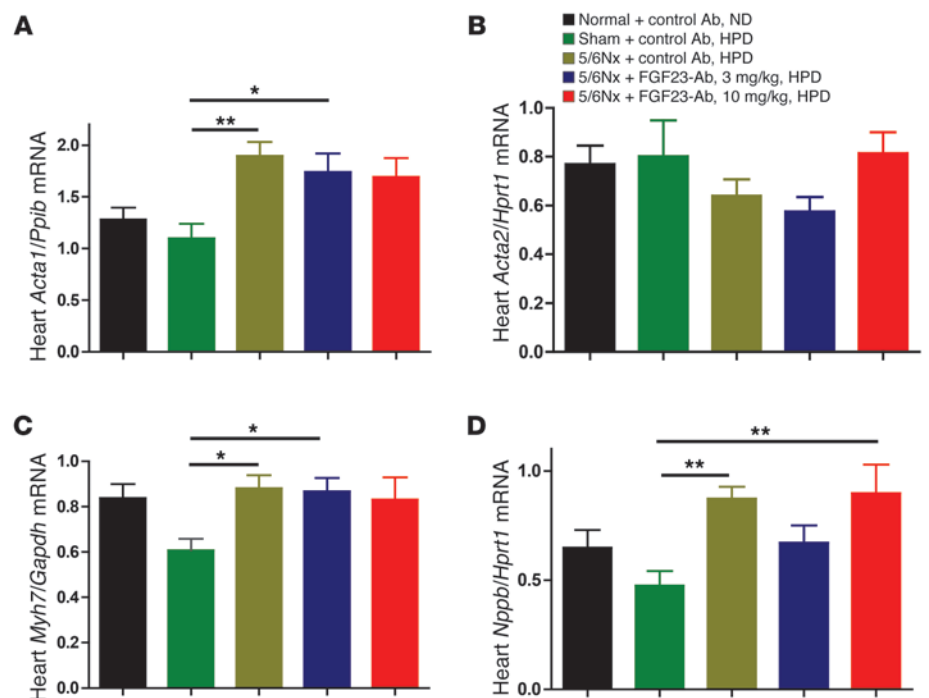 A
B
Normal + control Ab, ND
Sham + control Ab, HPD
5/6Nx + control Ab, HPD
5/6Nx + FGF23-Ab, 3 mg/kg, HPD
5/6Nx + FGF23-Ab, 10 mg/kg, HPD
*
**
Heart Acta1/Ppib mRNA
2.0
1.5
1.0
0.5
0.0
Heart Acta2/Hprt1 mRNA
1.0
0.8
0.6
0.4
0.2
0.0
C
*
*
Heart Myh7/Gapdh mRNA
1.0
0.8
0.6
0.4
0.2
0.0
D
**
**
Heart Nppb/Hprt1 mRNA
1.0
0.5
0.0